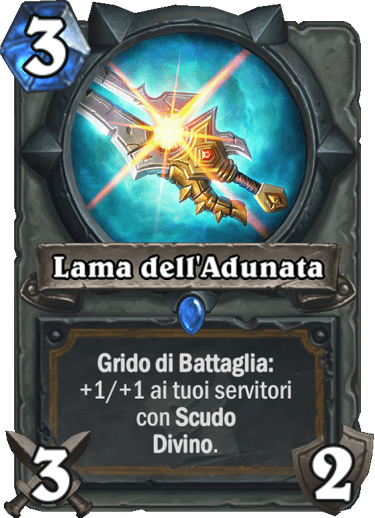 3
Lama dell'Adunata
Grido di Battaglia:
+1/+1 ai tuoi servitori
con Scudo
Divino.
3
2